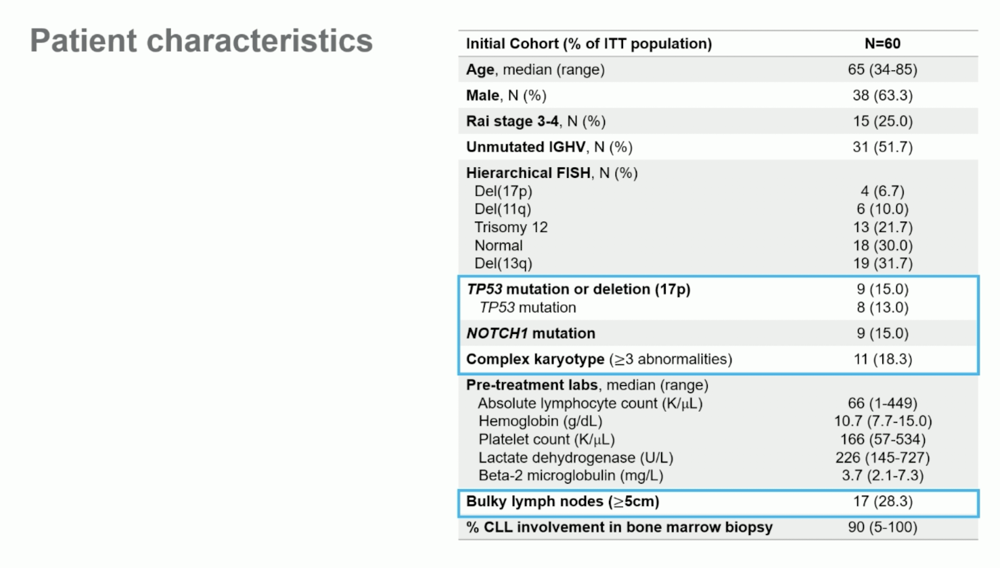 Patient characteristics
Initial Cohort (% of ITT population) N=60
Age, median (range) 65 (34-85)
Male, N (%) 38 (63.3)
Rai stage 3-4, N (%) 15 (25.0)
Unmutated IGHV, N (%) 31 (51.7)
Hierarchical FISH, N (%)
Del(17p) 4 (6.7)
Del(11q) 6 (10.0)
Trisomy 12 13 (21.7)
Normal 18 (30.0)
Del(13q) 19 (31.7)
TP53 mutation or deletion (17p) 9 (15.0)
TP53 mutation 8 (13.0)
NOTCH1 mutation 9 (15.0)
Complex karyotype (≥3 abnormalities) 11 (18.3)
Pre-treatment labs, median (range)
Absolute lymphocyte count (K/μL) 66 (1-449)
Hemoglobin (g/dL) 10.7 (7.7-15.0)
Platelet count (K/μL) 166 (57-534)
Lactate dehydrogenase (U/L) 226 (145-727)
Beta-2 microglobulin (mg/L) 3.7 (2.1-7.3)
Bulky lymph nodes (≥5cm) 17 (28.3)
% CLL involvement in bone marrow biopsy 90 (5-100)